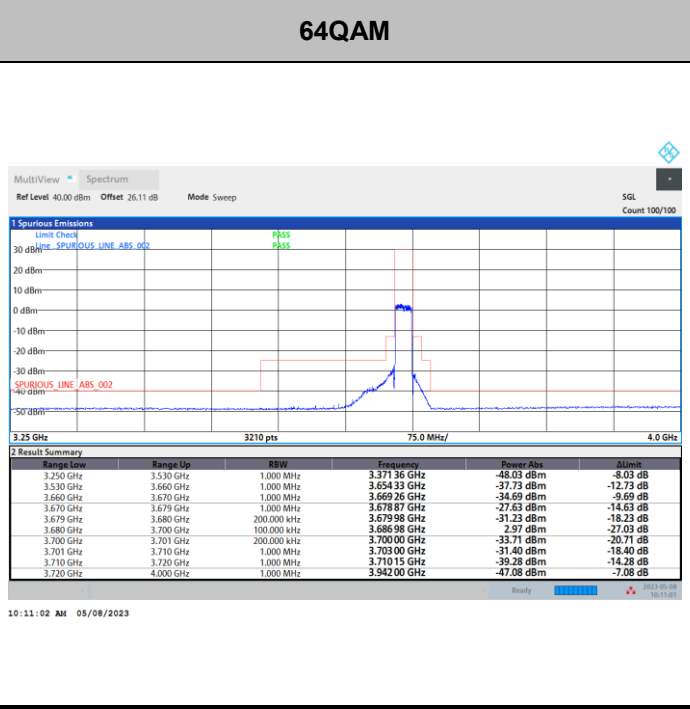 64QAM
MultiView Spectrum
Ref Level 40.00 dBm Offset 26.11 dB Mode Sweep SGL
Count 100/100
1 Spurious Emissions
Limit Check PASS
Line _SPURIOUS_LINE_ABS_002 PASS
30 dBm
20 dBm
10 dBm
0 dBm
-10 dBm
-20 dBm
-30 dBm
SPURIOUS_LINE_ABS_002
-40 dBm
-50 dBm
3.25 GHz 3210 pts 75.0 MHz/ 4.0 GHz
2 Result Summary
Range Low Range Up RBW Frequency Power Abs ΔLimit
3.250 GHz 3.530 GHz 1.000 MHz 3.371 36 GHz -48.03 dBm -8.03 dB
3.530 GHz 3.660 GHz 1.000 MHz 3.654 33 GHz -37.73 dBm -12.73 dB
3.660 GHz 3.670 GHz 1.000 MHz 3.669 26 GHz -34.69 dBm -9.69 dB
3.670 GHz 3.679 GHz 1.000 MHz 3.678 87 GHz -27.63 dBm -14.63 dB
3.679 GHz 3.680 GHz 200.000 kHz 3.679 98 GHz -31.23 dBm -18.23 dB
3.680 GHz 3.700 GHz 100.000 kHz 3.686 98 GHz 2.97 dBm -27.03 dB
3.700 GHz 3.701 GHz 200.000 kHz 3.700 00 GHz -33.71 dBm -20.71 dB
3.701 GHz 3.710 GHz 1.000 MHz 3.703 00 GHz -31.40 dBm -18.40 dB
3.710 GHz 3.720 GHz 1.000 MHz 3.710 15 GHz -39.28 dBm -14.28 dB
3.720 GHz 4.000 GHz 1.000 MHz 3.942 00 GHz -47.08 dBm -7.08 dB
Ready 2023-05-08
10:11:01
10:11:02 AM 05/08/2023